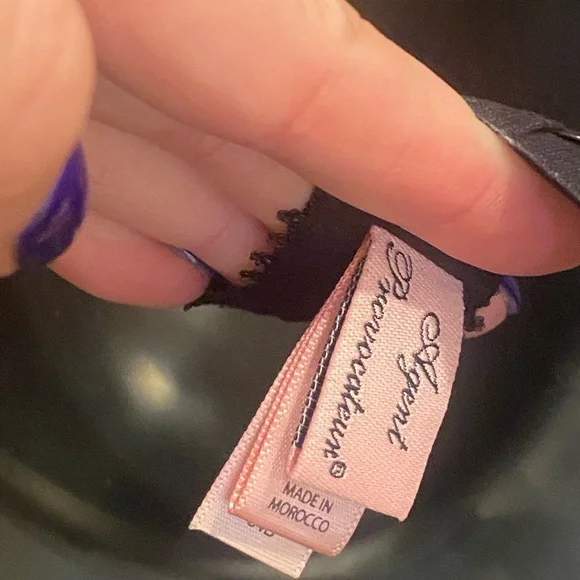 Agent
Provocateur®
MADE IN
MOROCCO